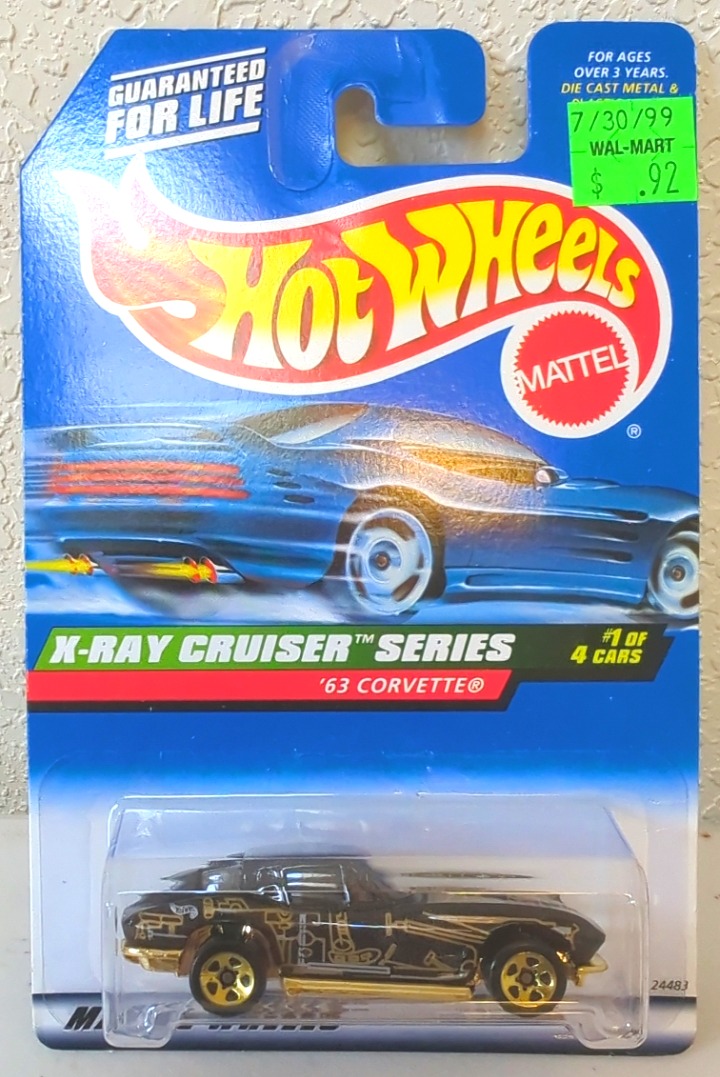 GUARANTEED
FOR LIFE
FOR AGES
OVER 3 YEARS.
DIE CAST METAL &
7/30/99
WAL-MART
$ .92
HOT WHEELS
MATTEL
®
X-RAY CRUISER™ SERIES
#1 OF
4 CARS
'63 CORVETTE®
24483